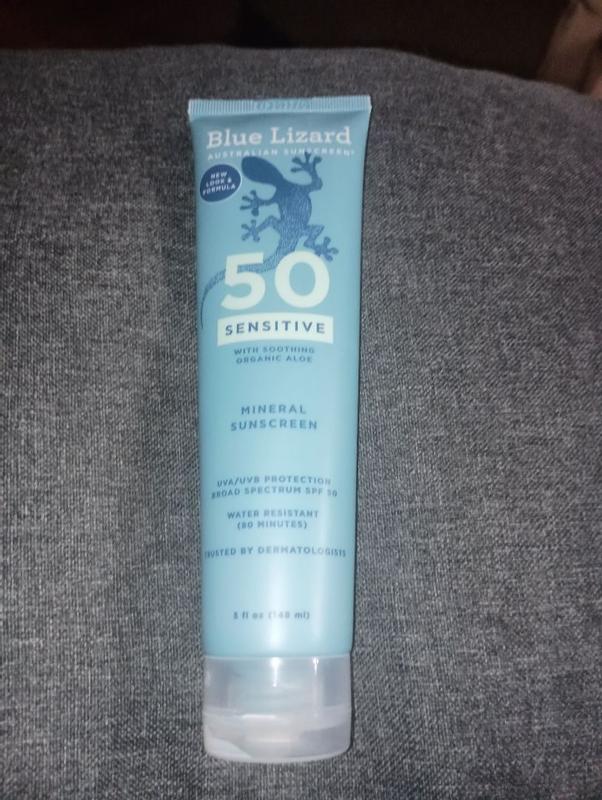 Blue Lizard
AUSTRALIAN SUNSCREEN®
NEW
LOOK &
FORMULA
50
SENSITIVE
WITH SOOTHING
ORGANIC ALOE
MINERAL
SUNSCREEN
UVA/UVB PROTECTION
BROAD SPECTRUM SPF 50
WATER RESISTANT
(80 MINUTES)
TRUSTED BY DERMATOLOGISTS
5 fl oz (148 ml)